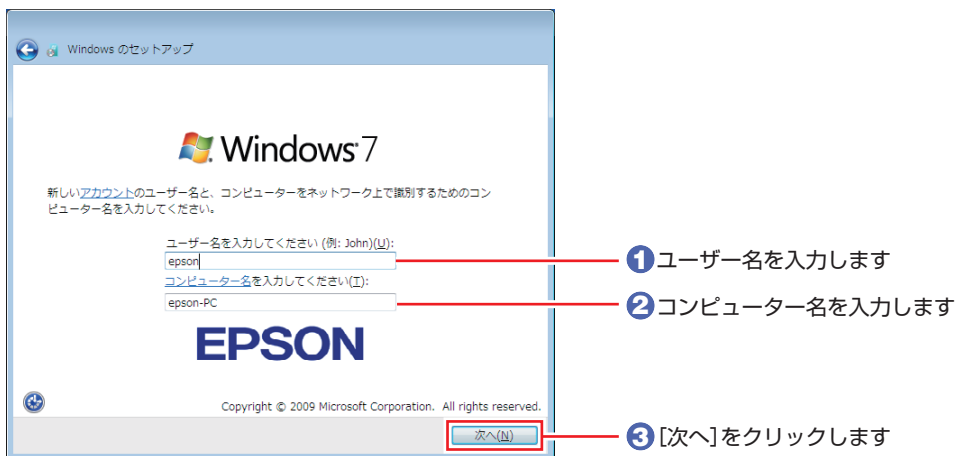 Windows のセットアップ
Windows 7
新しいアカウントのユーザー名と、コンピューターをネットワーク上で識別するためのコン
ピューター名を入力してください。
ユーザー名を入力してください (例: John)(U):
epson
❶ユーザー名を入力します
コンピューター名を入力してください(T):
epson-PC
❷コンピューター名を入力します
EPSON
Copyright © 2009 Microsoft Corporation. All rights reserved.
次へ(N)
❸[次へ]をクリックします